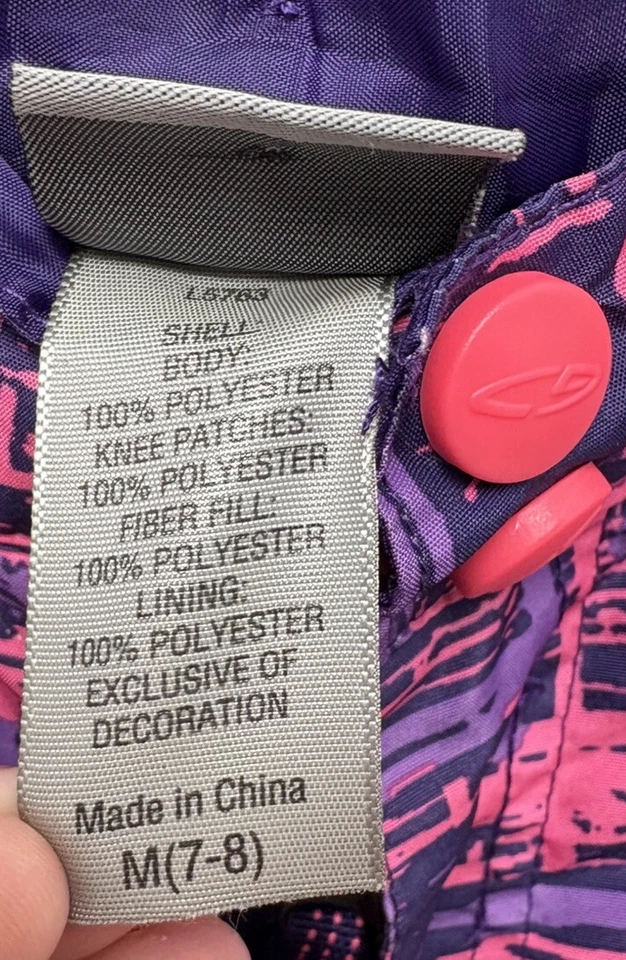 L5763
SHELL
BODY:
100% POLYESTER
KNEE PATCHES:
100% POLYESTER
FIBER FILL:
100% POLYESTER
LINING:
100% POLYESTER
EXCLUSIVE OF
DECORATION
Made in China
M(7-8)